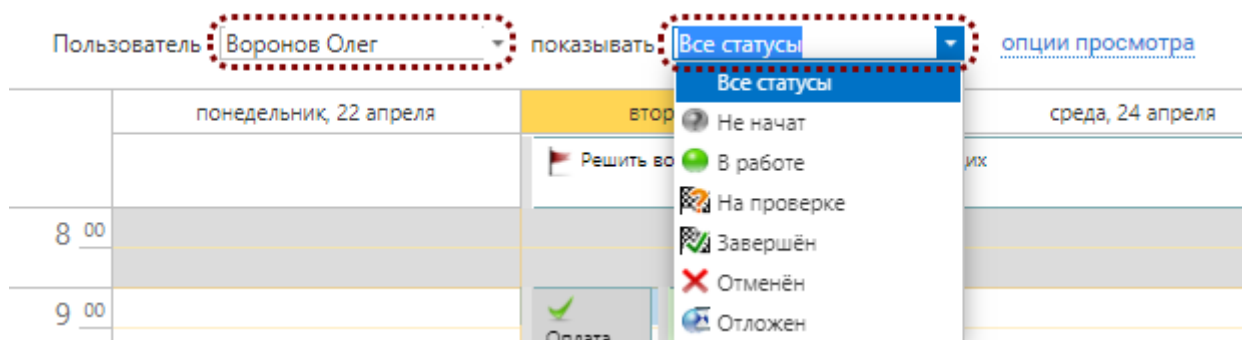 Пользователь Воронов Олег показывать Все статусы опции просмотра
Все статусы
понедельник, 22 апреля втор среда, 24 апреля
Не начат
Решить во их
В работе
На проверке
8 00
Завершён
Отменён
9 00
Оплата
Отложен